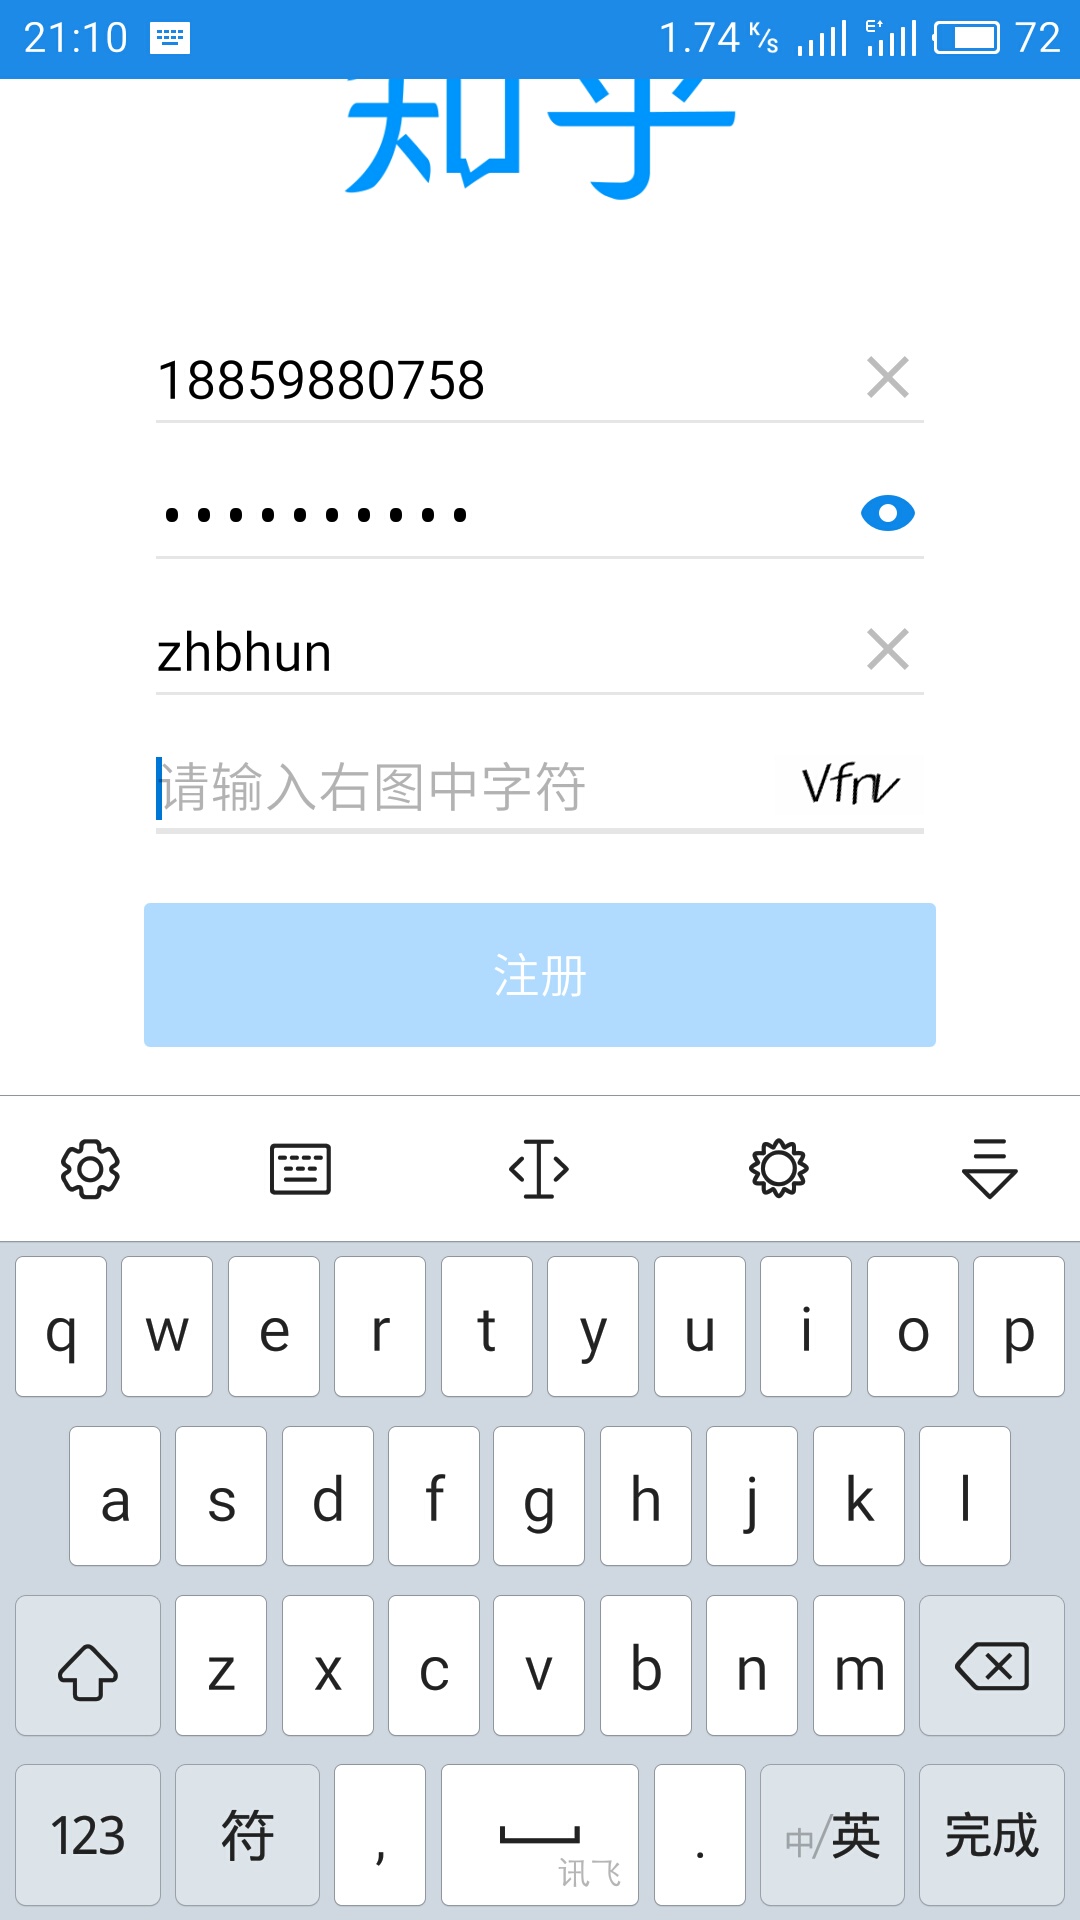 21:10 1.74 K/s 72
知乎
18859880758
••••••••••
zhbhun
请输入右图中字符 Vfnv
注册
q w e r t y u i o p
a s d f g h j k l
z x c v b n m
123 符 , 讯飞 . 中/英 完成